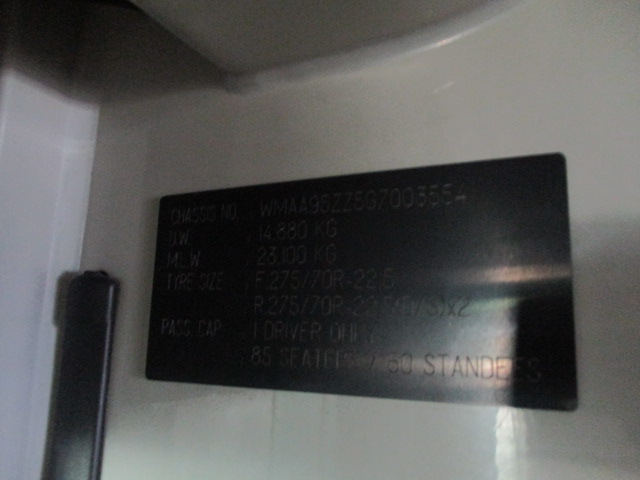 CHASSIS NO. : WMAA95ZZ5G7003554
U.W. : 14,880 KG
M.L.W. : 23,100 KG
TYRE SIZE : F.275/70R-22.5
R.275/70R-22.5(D/S)x2
PASS. CAP. : 1 DRIVER ONLY
: 85 SEATERS / 60 STANDEES